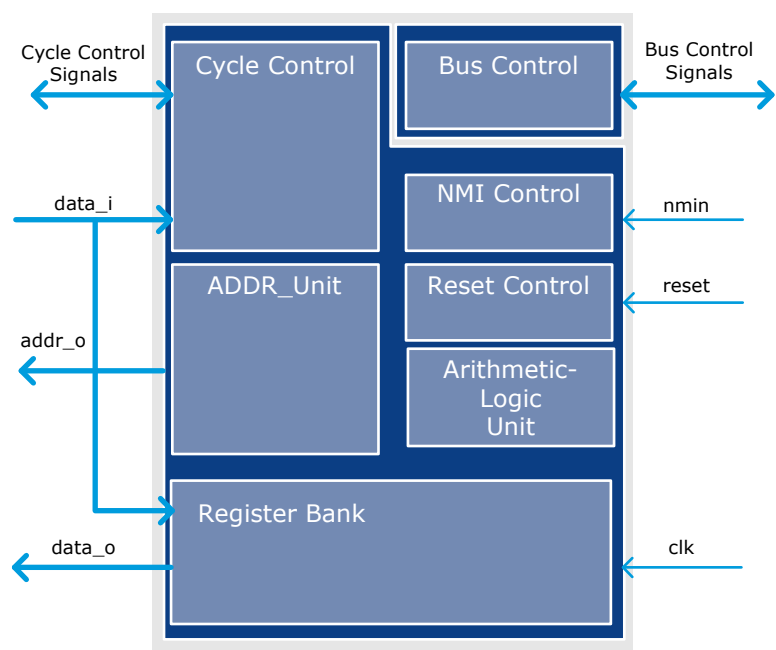 Cycle Control
Signals
Cycle Control
Bus Control
Bus Control
Signals
data_i
NMI Control
nmin
ADDR_Unit
Reset Control
reset
addr_o
Arithmetic-
Logic
Unit
Register Bank
data_o
clk